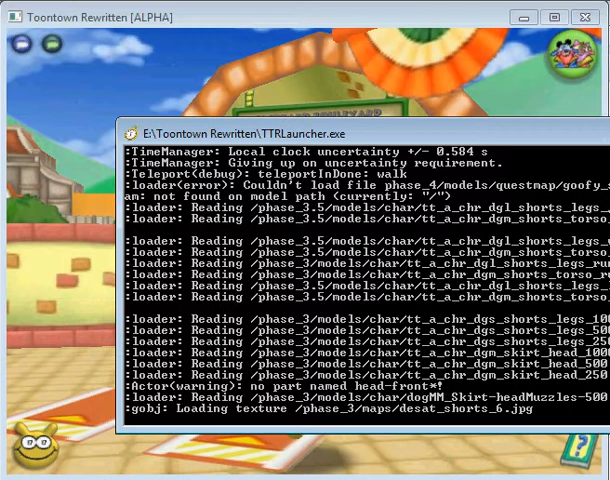 Toontown Rewritten [ALPHA]
BOULEVARD
E:\Toontown Rewritten\TTRLauncher.exe
:TimeManager: Local clock uncertainty +/- 0.584 s
:TimeManager: Giving up on uncertainty requirement.
:Teleport(debug): teleportInDone: walk
:loader(error): Couldn't load file phase_4/models/questmap/goofy_s
am: not found on model path (currently: "/")
:loader: Reading /phase_3.5/models/char/tt_a_chr_dgl_shorts_legs_
:loader: Reading /phase_3.5/models/char/tt_a_chr_dgm_shorts_torso_
:loader: Reading /phase_3.5/models/char/tt_a_chr_dgl_shorts_legs_w
:loader: Reading /phase_3.5/models/char/tt_a_chr_dgm_shorts_torso_
:loader: Reading /phase_3/models/char/tt_a_chr_dgl_shorts_legs_ru
:loader: Reading /phase_3/models/char/tt_a_chr_dgm_shorts_torso_ru
:loader: Reading /phase_3.5/models/char/tt_a_chr_dgl_shorts_legs_
:loader: Reading /phase_3.5/models/char/tt_a_chr_dgm_shorts_torso_
:loader: Reading /phase_3/models/char/tt_a_chr_dgs_shorts_legs_100
:loader: Reading /phase_3/models/char/tt_a_chr_dgs_shorts_legs_500
:loader: Reading /phase_3/models/char/tt_a_chr_dgs_shorts_legs_250
:loader: Reading /phase_3/models/char/tt_a_chr_dgm_skirt_head_1000
:loader: Reading /phase_3/models/char/tt_a_chr_dgm_skirt_head_500
:loader: Reading /phase_3/models/char/tt_a_chr_dgm_skirt_head_250
:Actor(warning): no part named head-front*!
:loader: Reading /phase_3/models/char/dogMM_Skirt-headMuzzles-500
:gobj: Loading texture /phase_3/maps/desat_shorts_6.jpg
17 17
?